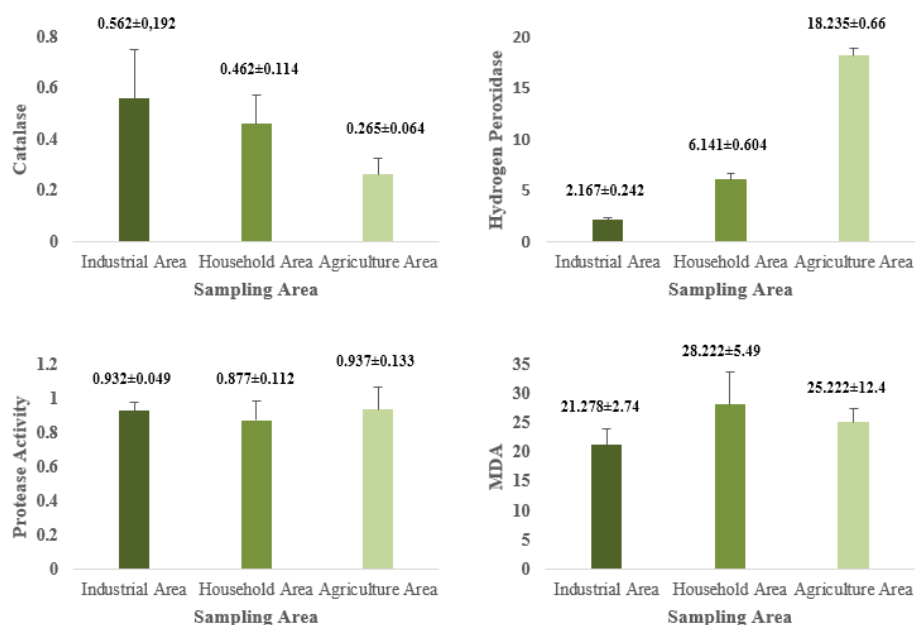 0.562±0,192
0.8
0.462±0.114
0.6
0.265±0.064
0.4
0.2
0
Catalase
Industrial Area Household Area Agriculture Area
Sampling Area
18.235±0.66
20
15
10
6.141±0.604
5
2.167±0.242
0
Hydrogen Peroxidase
Industrial Area Household Area Agriculture Area
Sampling Area
1.2
0.932±0.049 0.877±0.112 0.937±0.133
1
0.8
0.6
0.4
0.2
0
Protease Activity
Industrial Area Household Area Agriculture Area
Sampling Area
28.222±5.49
35
30
25.222±12.4
21.278±2.74
25
20
15
10
5
0
MDA
Industrial Area Household Area Agriculture Area
Sampling Area